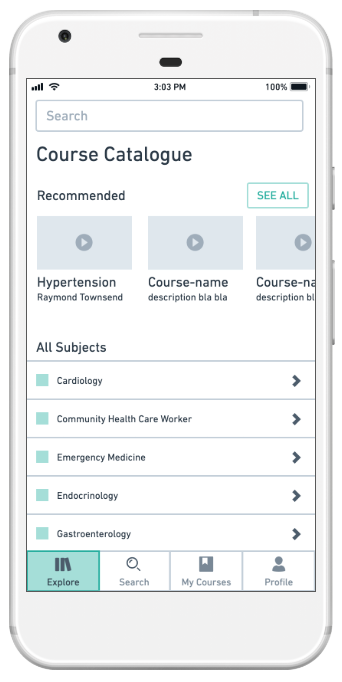 3:03 PM 100%
Search
Course Catalogue
Recommended SEE ALL
Hypertension Course-name Course-na
Raymond Townsend description bla bla description bl
All Subjects
Cardiology
Community Health Care Worker
Emergency Medicine
Endocrinology
Gastroenterology
Explore Search My Courses Profile